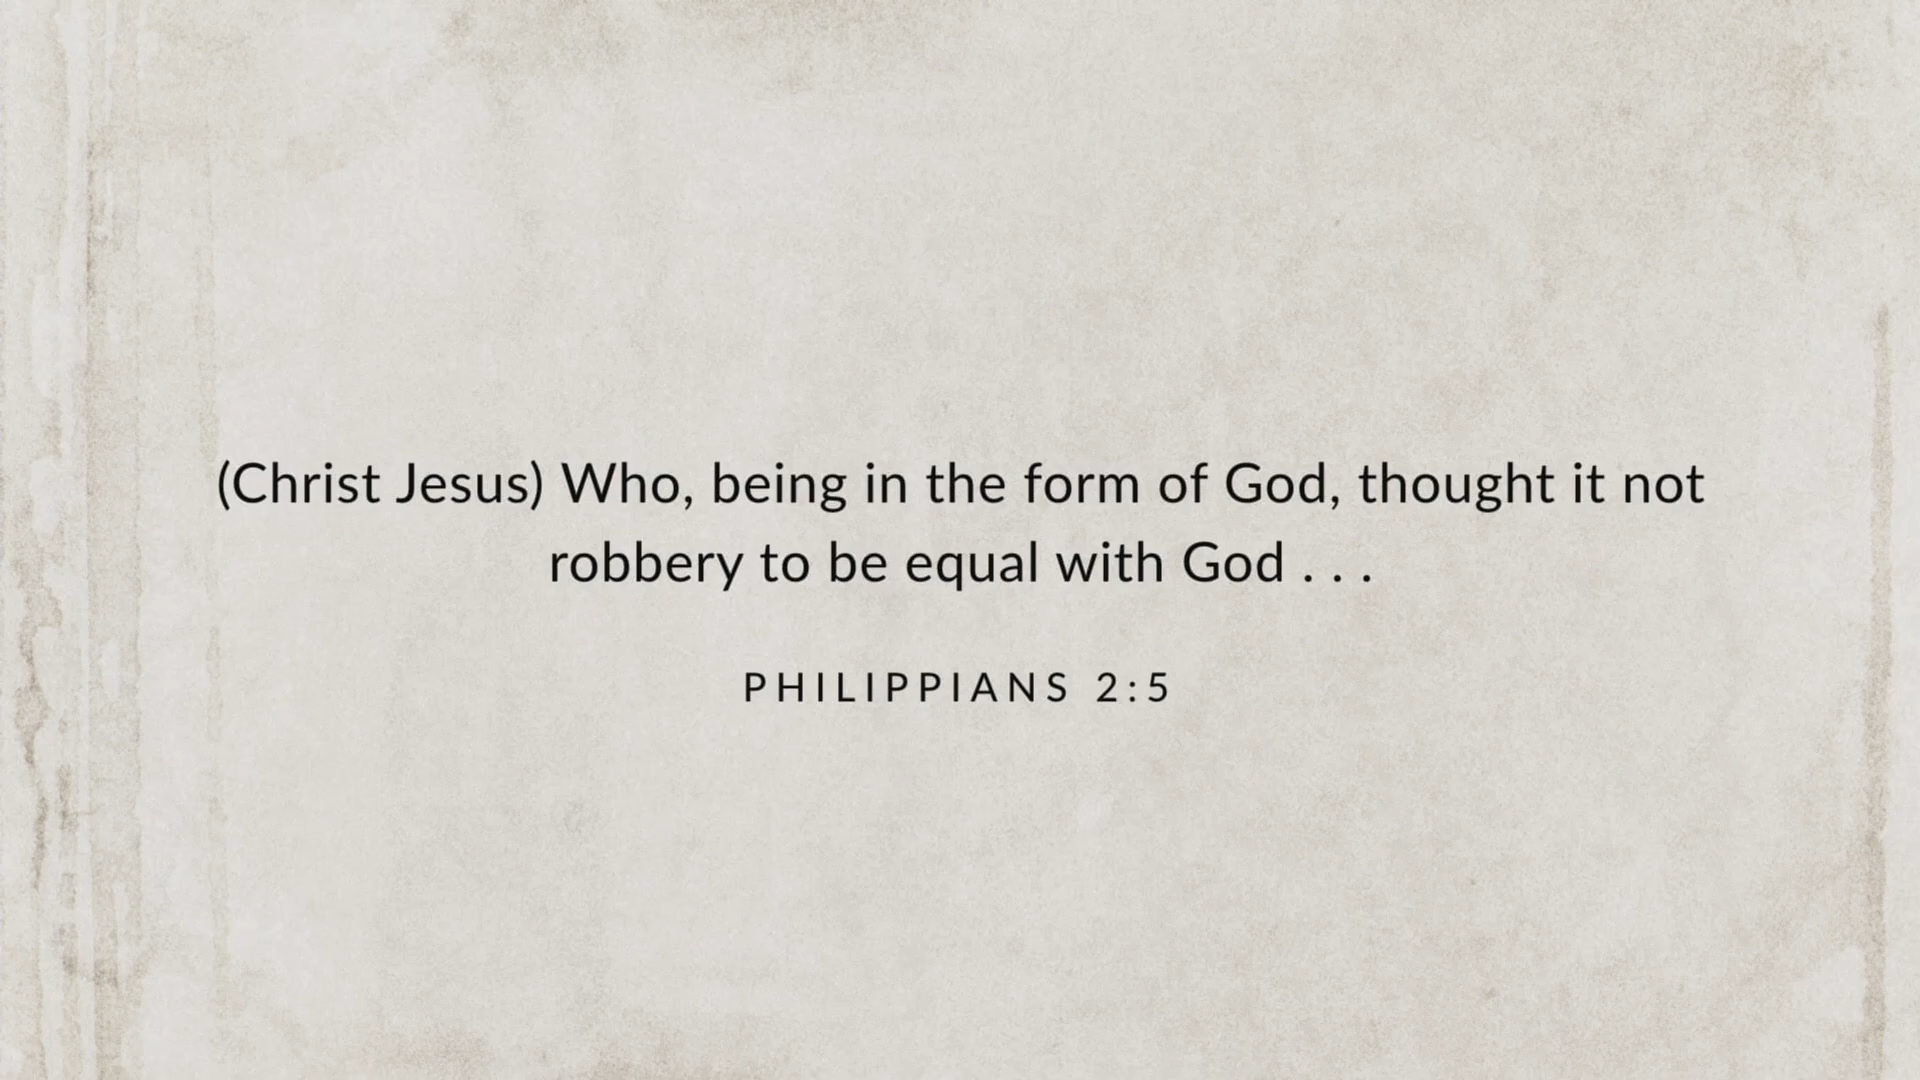 (Christ Jesus) Who, being in the form of God, thought it not
robbery to be equal with God . . .
PHILIPPIANS 2:5